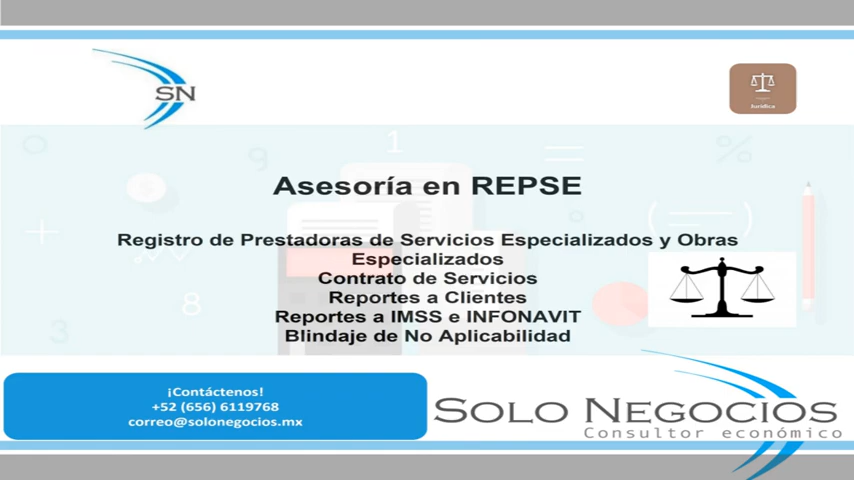 SN
Jurídica
Asesoría en REPSE
Registro de Prestadoras de Servicios Especializados y Obras
Especializados
Contrato de Servicios
Reportes a Clientes
Reportes a IMSS e INFONAVIT
Blindaje de No Aplicabilidad
¡Contáctenos!
+52 (656) 6119768
correo@solonegocios.mx
SOLO NEGOCIOS
Consultor económico